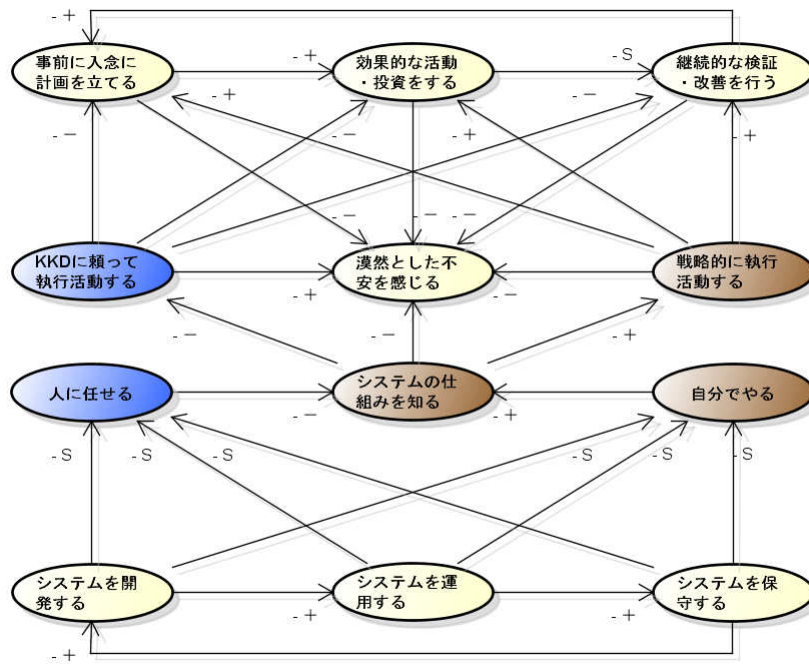 - +
事前に入念に
計画を立てる
- +
効果的な活動
・投資をする
- S
継続的な検証
・改善を行う
- +
- −
- −
- −
- +
- +
- −
- −
- −
KKDに頼って
執行活動する
漠然とした不
安を感じる
戦略的に執行
活動する
- +
- −
- −
- −
- +
人に任せる
システムの仕
組みを知る
自分でやる
- −
- +
- S
- S
- S
- S
- S
- S
システムを開
発する
システムを運
用する
システムを保
守する
- +
- +
- +